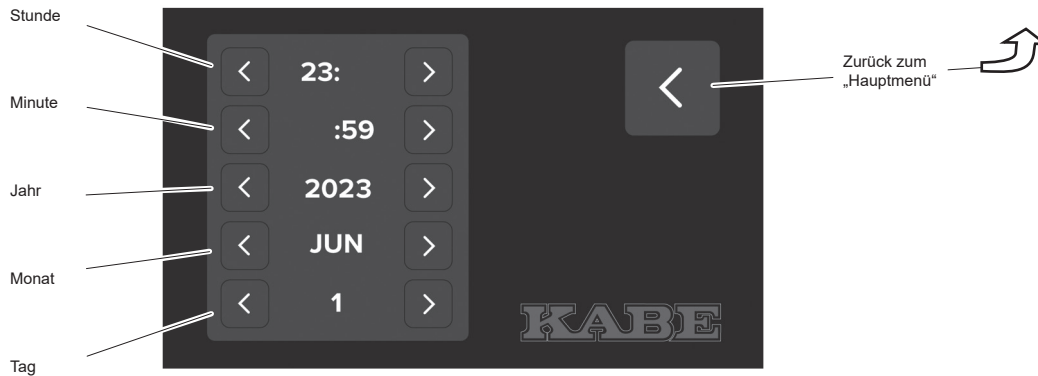 Stunde
23:
Minute
:59
Jahr
2023
Monat
JUN
Tag
1
Zurück zum
„Hauptmenü“
KABE